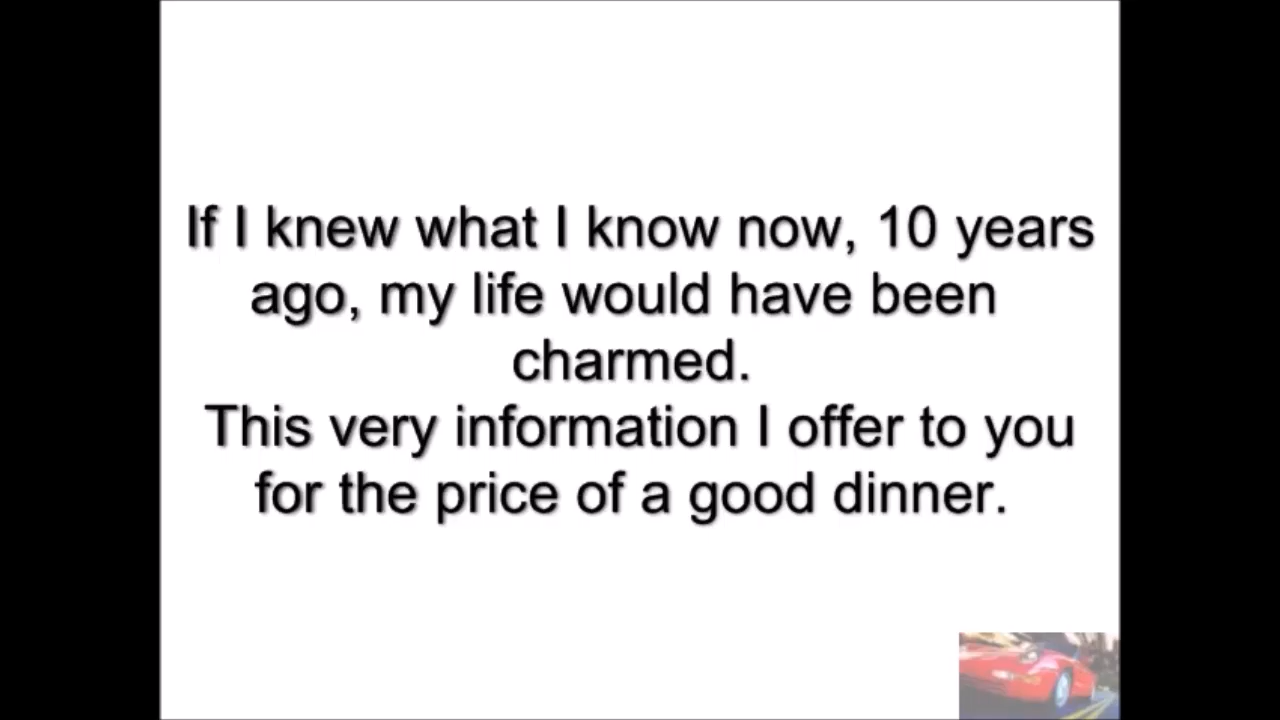 If I knew what I know now, 10 years
ago, my life would have been
charmed.
This very information I offer to you
for the price of a good dinner.